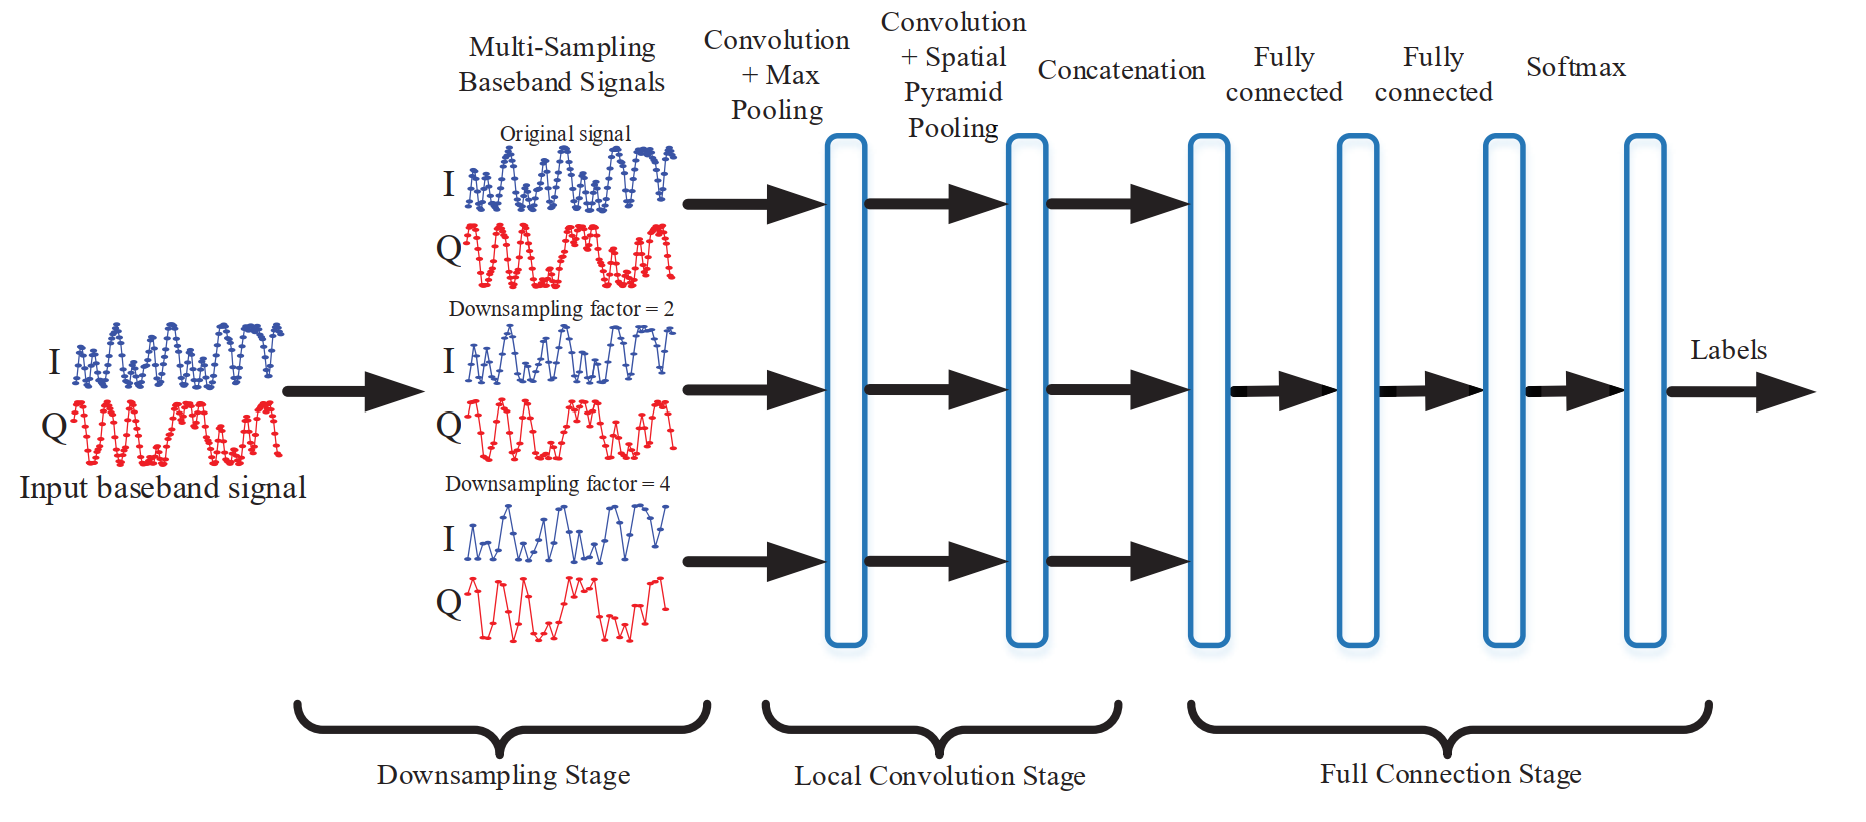 Multi-Sampling
Baseband Signals
Convolution
+ Max
Pooling
Convolution
+ Spatial
Pyramid
Pooling
Concatenation
Fully
connected
Fully
connected
Softmax
Original signal
I
Q
Downsampling factor = 2
I
Q
Downsampling factor = 4
I
Q
I
Q
Input baseband signal
Labels
Downsampling Stage
Local Convolution Stage
Full Connection Stage